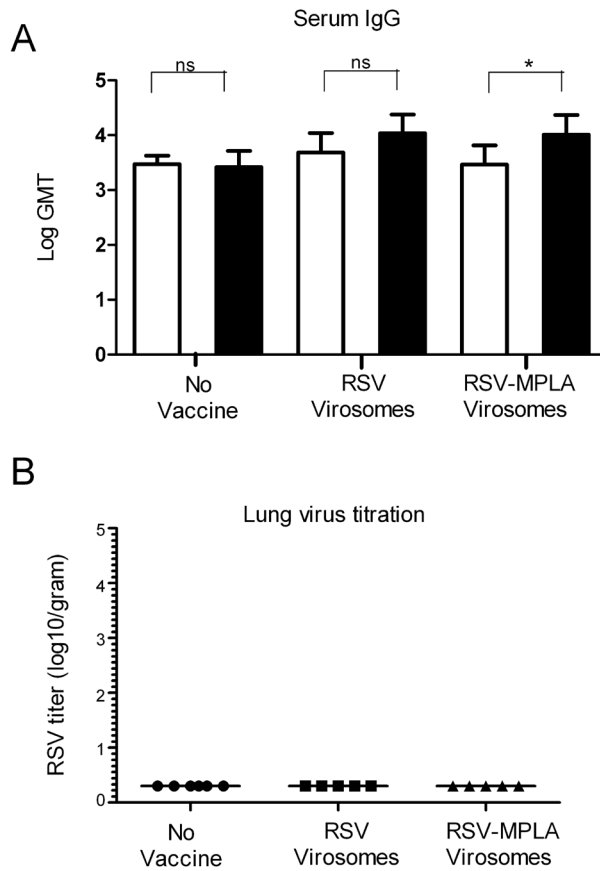 Serum IgG
A
ns
ns
*
5
4
3
2
1
0
Log GMT
No
Vaccine
RSV
Virosomes
RSV-MPLA
Virosomes
B
Lung virus titration
5
4
3
2
1
0
RSV titer (log10/gram)
No
Vaccine
RSV
Virosomes
RSV-MPLA
Virosomes